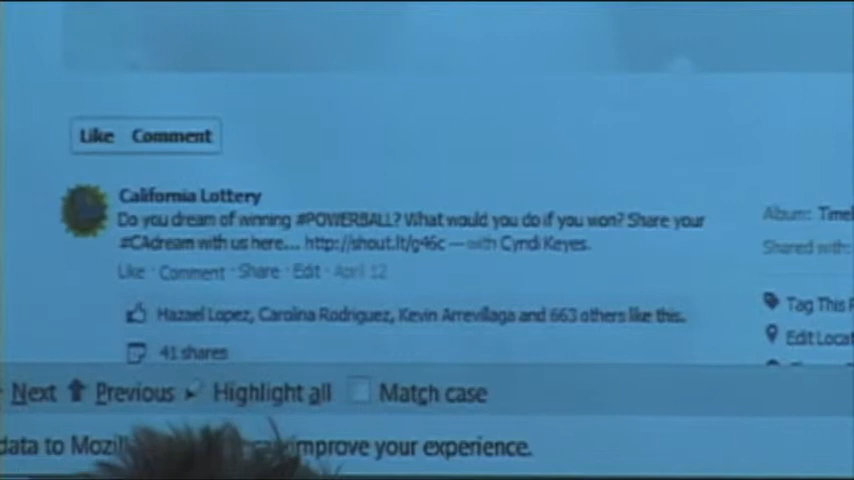 Like Comment
California Lottery
Do you dream of winning #POWERBALL? What would you do if you won? Share your
#CAdream with us here... http://shout.lt/g46c — with Cyndi Keyes.
Like · Comment · Share · Edit · April 12
Hazael Lopez, Carolina Rodriguez, Kevin Arrevillaga and 663 others like this.
41 shares
Album: Timel
Shared with:
Tag This P
Edit Locat
Next Previous Highlight all Match case
data to Mozil improve your experience.